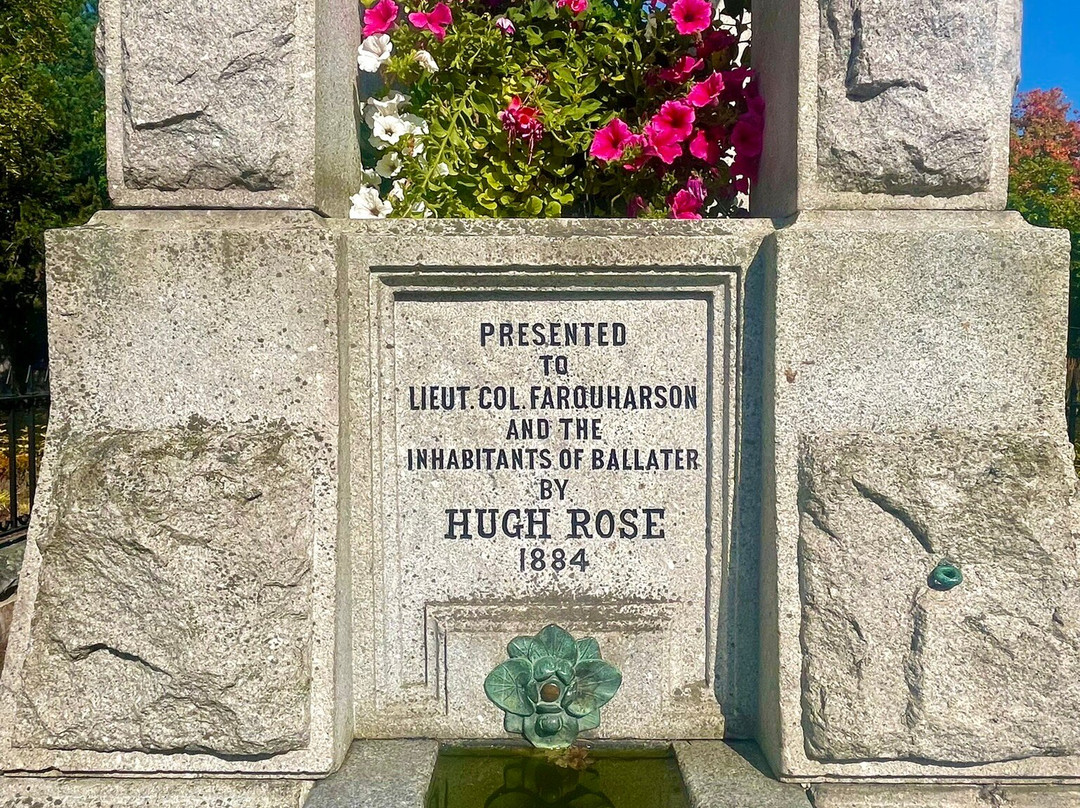 PRESENTED
TO
LIEUT. COL. FARQUHARSON
AND THE
INHABITANTS OF BALLATER
BY
HUGH ROSE
1884